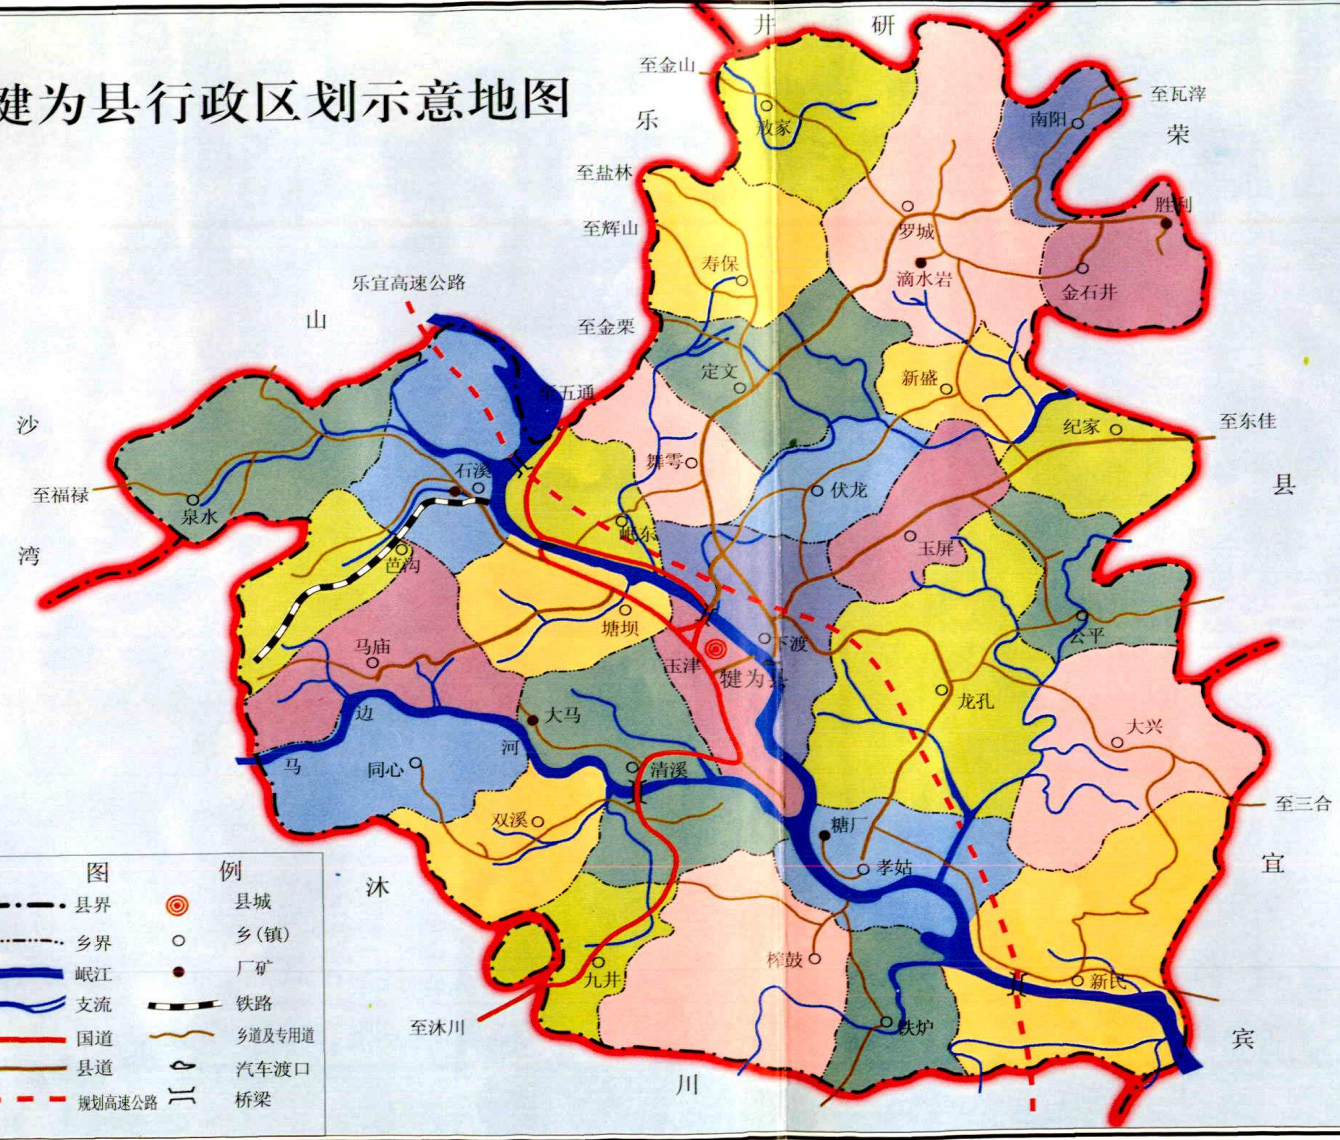 犍为县行政区划示意地图
井 研
至金山
乐
敖家
南阳
至瓦滓
荣
至盐林
胜利
至辉山
罗城
寿保
滴水岩
金石井
乐宜高速公路
山
至金栗
定文
新盛
至五通
沙
纪家
至东佳
舞雩
石溪
伏龙
县
至福禄
泉水
岷东
玉屏
湾
芭沟
塘坝
公平
马庙
下渡
玉津
犍为县
龙孔
边
大马
大兴
河
马
同心
清溪
至三合
双溪
糖厂
孝姑
宜
沐
榨鼓
九井
新民
至沐川
铁炉
宾
川
图 例
县界 县城
乡界 乡(镇)
岷江 厂矿
支流 铁路
国道 乡道及专用道
县道 汽车渡口
规划高速公路 桥梁